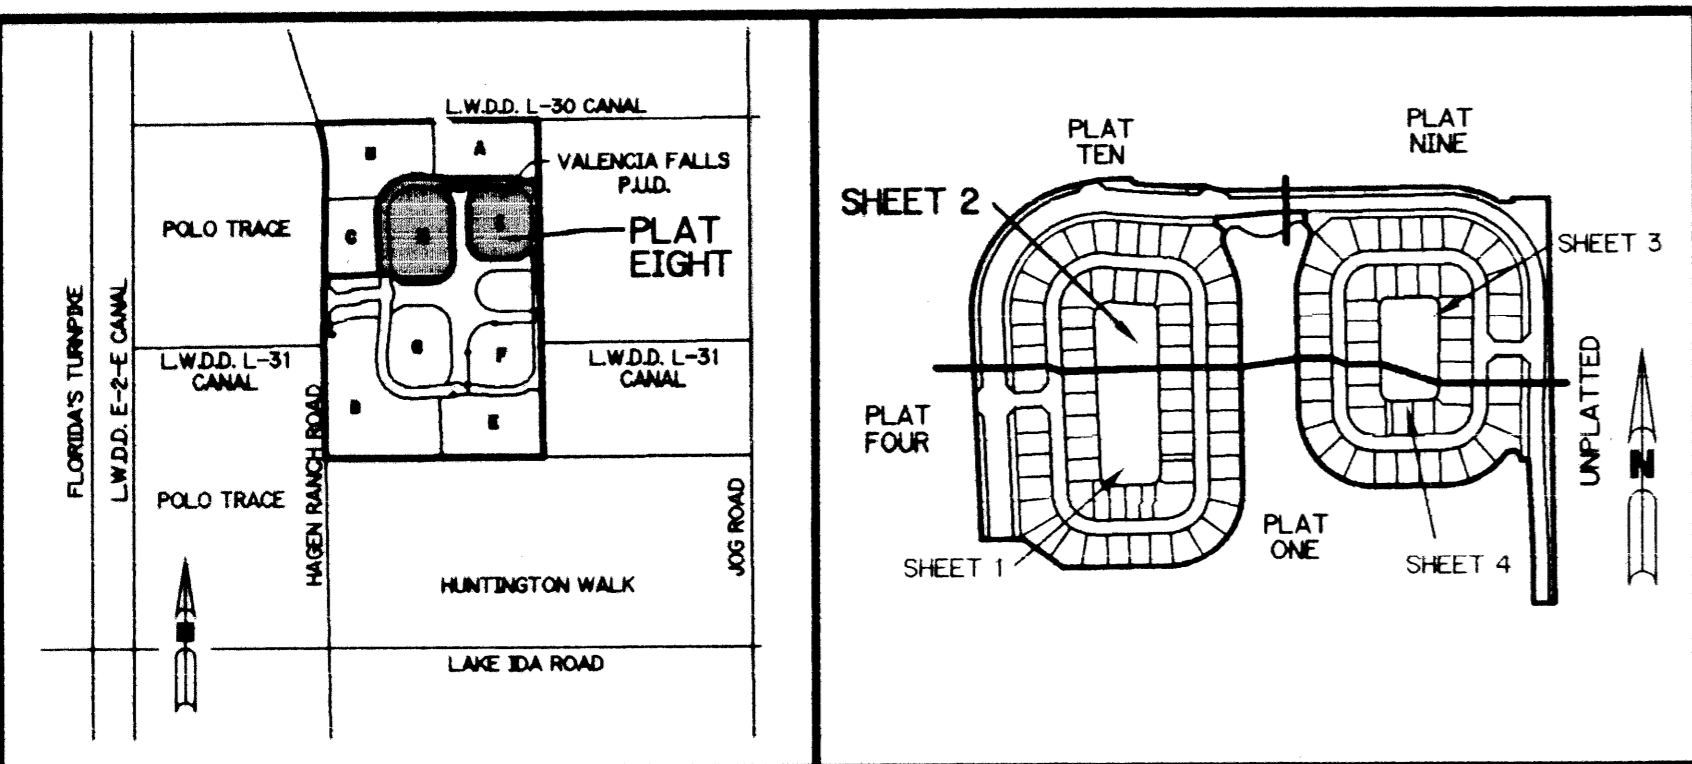 L.W.D.D. L-30 CANAL
A
VALENCIA FALLS
P.U.D.
POLO TRACE
C
PLAT
EIGHT
FLORIDA'S TURNPIKE
L.W.D.D. E-2-E CANAL
L.W.D.D. L-31
CANAL
G
F
L.W.D.D. L-31
CANAL
E
POLO TRACE
HAGEN RANCH ROAD
JOG ROAD
HUNTINGTON WALK
LAKE IDA ROAD
PLAT
TEN
PLAT
NINE
SHEET 2
SHEET 3
PLAT
FOUR
UNPLATTED
N
PLAT
ONE
SHEET 1
SHEET 4